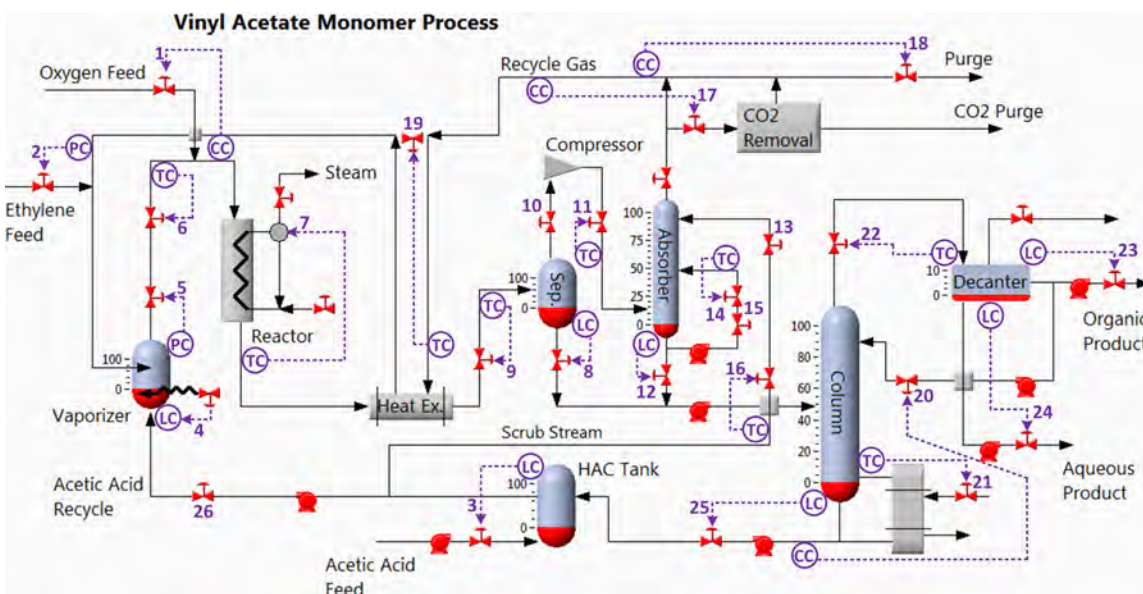 Vinyl Acetate Monomer Process
1
18
Oxygen Feed
CC
Recycle Gas
Purge
CC
17
CO2 Purge
2
PC
CC
19
Compressor
CO2
Removal
TC
Steam
Ethylene
Feed
6
7
10
11
100
75
50
25
0
Absorber
13
TC
TC
22
TC
LC
23
5
100
0
Sep.
14
15
10
0
Decanter
PC
Reactor
TC
TC
TC
LC
LC
100
75
50
25
0
Column
LC
Organic
Product
100
0
9
8
12
16
Vaporizer
LC
4
Heat Ex.
TC
20
24
Scrub Stream
TC
Aqueous
Product
Acetic Acid
Recycle
26
LC
HAC Tank
100
0
3
25
LC
21
CC
Acetic Acid
Feed